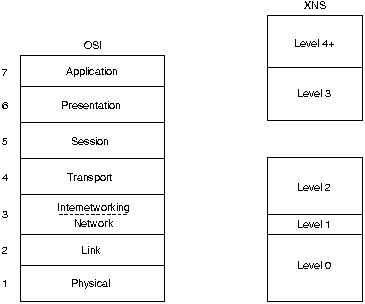 XNS
OSI
Level 4+
7 Application
Level 3
6 Presentation
5 Session
4 Transport
Level 2
3 Internetworking
Network
Level 1
2 Link
Level 0
1 Physical